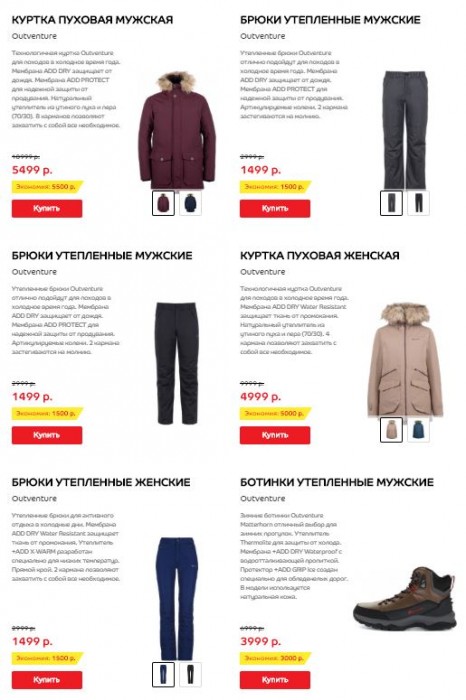 КУРТКА ПУХОВАЯ МУЖСКАЯ
Outventure
Технологичная куртка Outventure
для походов в холодное время года.
Мембрана ADD DRY защищает от
дождя. Мембрана ADD PROTECT
для надежной защиты от
продувания. Натуральный
утеплитель из утиного пуха и пера
(70/30). 8 карманов позволяют
захватить с собой все необходимое.
10999 р.
5499 р.
Экономия: 5500 р.
Купить
БРЮКИ УТЕПЛЕННЫЕ МУЖСКИЕ
Outventure
Утепленные брюки Outventure
отлично подойдут для походов в
холодное время года. Мембрана
ADD DRY защищает от дождя.
Мембрана ADD PROTECT для
надежной защиты от продувания.
Артикулируемые колени. 2 кармана
застегиваются на молнию.
2999 р.
1499 р.
Экономия: 1500 р.
Купить
БРЮКИ УТЕПЛЕННЫЕ МУЖСКИЕ
Outventure
Утепленные брюки Outventure
отлично подойдут для походов в
холодное время года. Мембрана
ADD DRY защищает от дождя.
Мембрана ADD PROTECT для
надежной защиты от продувания.
Артикулируемые колени. 2 кармана
застегиваются на молнию.
2999 р.
1499 р.
Экономия: 1500 р.
Купить
КУРТКА ПУХОВАЯ ЖЕНСКАЯ
Outventure
Технологичная куртка Outventure
для походов в холодное время года.
Мембрана ADD DRY Water Resistant
защищает ткань от промокания.
Натуральный утеплитель из
утиного пуха и пера (70/30). 4
кармана позволяют захватить с
собой все необходимое.
9999 р.
4999 р.
Экономия: 5000 р.
Купить
БРЮКИ УТЕПЛЕННЫЕ ЖЕНСКИЕ
Outventure
Утепленные брюки для активного
отдыха в холодные дни. Мембрана
ADD DRY Water Resistant защищает
ткань от промокания. Утеплитель
+ADD X-WARM разработан
специально для низких температур.
Прямой крой. 2 кармана позволяют
захватить с собой все необходимое.
2999 р.
1499 р.
Экономия: 1500 р.
Купить
БОТИНКИ УТЕПЛЕННЫЕ МУЖСКИЕ
Outventure
Зимние ботинки Outventure
Matterhorn отличный выбор для
зимних прогулок. Утеплитель
Thermolite для защиты от холода.
Мембрана +ADD DRY Waterproof с
водоотталкивающей пропиткой.
Протектор +ADD GRIP Ice создан
специально для обледенелых дорог.
В модели используется
натуральная кожа.
6999 р.
3999 р.
Экономия: 3000 р.
Купить